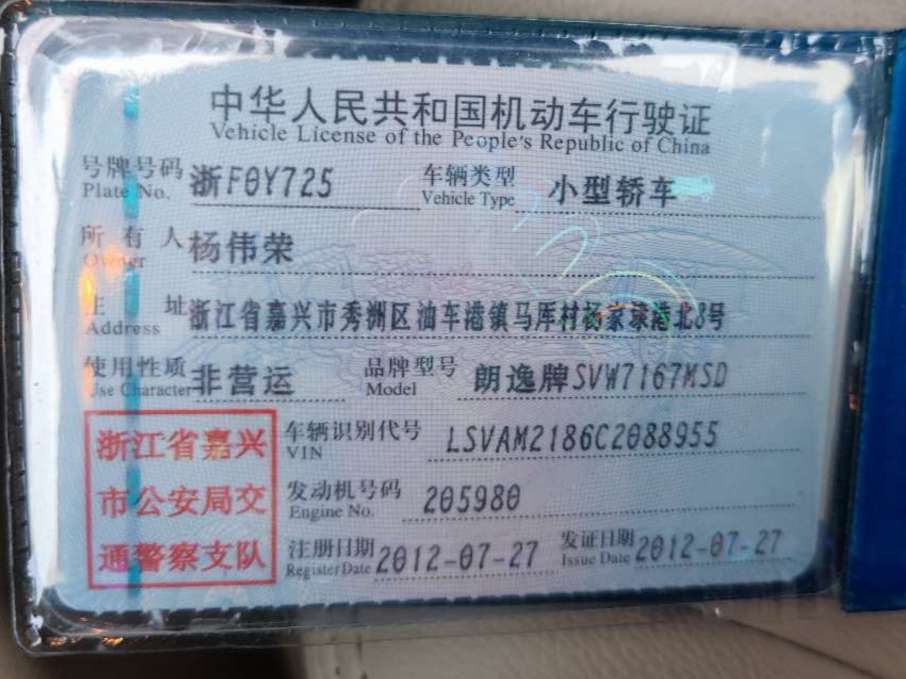 中华人民共和国机动车行驶证
Vehicle License of the People's Republic of China
号牌号码 浙F0Y725 车辆类型 小型轿车
Plate No. Vehicle Type
所有人 杨伟荣
Owner
住址 浙江省嘉兴市秀洲区油车港镇马厍村杨家埭港北8号
Address
使用性质 非营运 品牌型号 朗逸牌SVW7167MSD
Use Character Model
浙江省嘉兴
市公安局交
通警察支队
车辆识别代号 LSVAM2186C2088955
VIN
发动机号码 205980
Engine No.
注册日期 2012-07-27 发证日期 2012-07-27
Register Date Issue Date